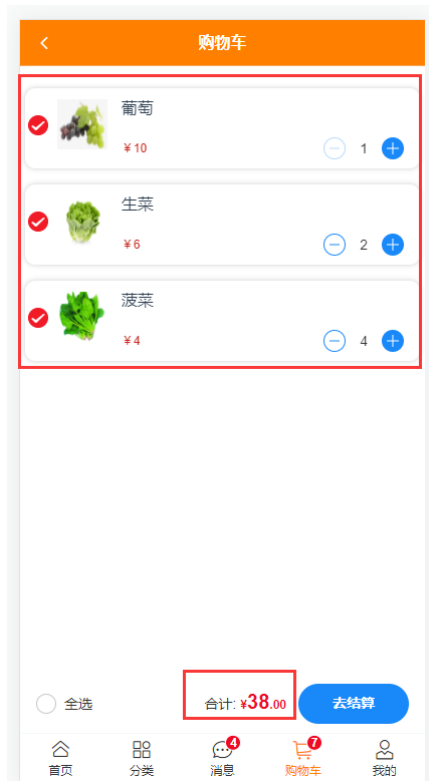 购物车
葡萄
¥10
1
生菜
¥6
2
菠菜
¥4
4
全选
合计: ¥38.00
去结算
4
7
首页
分类
消息
购物车
我的